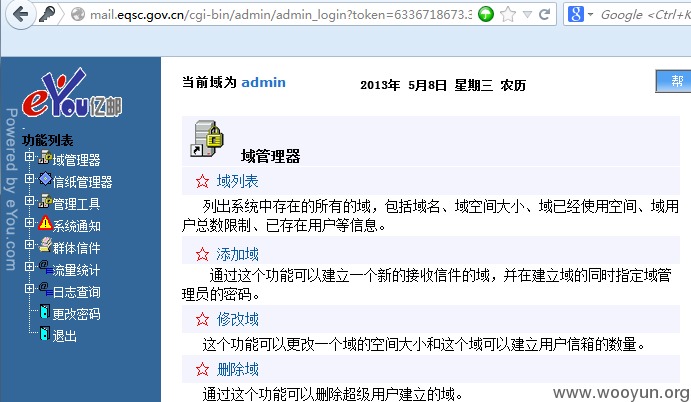 mail.eqsc.gov.cn/cgi-bin/admin/admin_login?token=6336718673.3
Google <Ctrl+K
eYou亿邮
Powered by eYou.com
功能列表
域管理器
信纸管理器
管理工具
系统通知
群体信件
流量统计
日志查询
更改密码
退出
当前域为 admin
2013年 5月8日 星期三 农历
帮
域管理器
☆ 域列表
列出系统中存在的所有的域，包括域名、域空间大小、域已经使用空间、域用
户总数限制、已存在用户等信息。
☆ 添加域
通过这个功能可以建立一个新的接收信件的域，并在建立域的同时指定域管
理员的密码。
☆ 修改域
这个功能可以更改一个域的空间大小和这个域可以建立用户信箱的数量。
☆ 删除域
通过这个功能可以删除超级用户建立的域。
www.wooyun.org